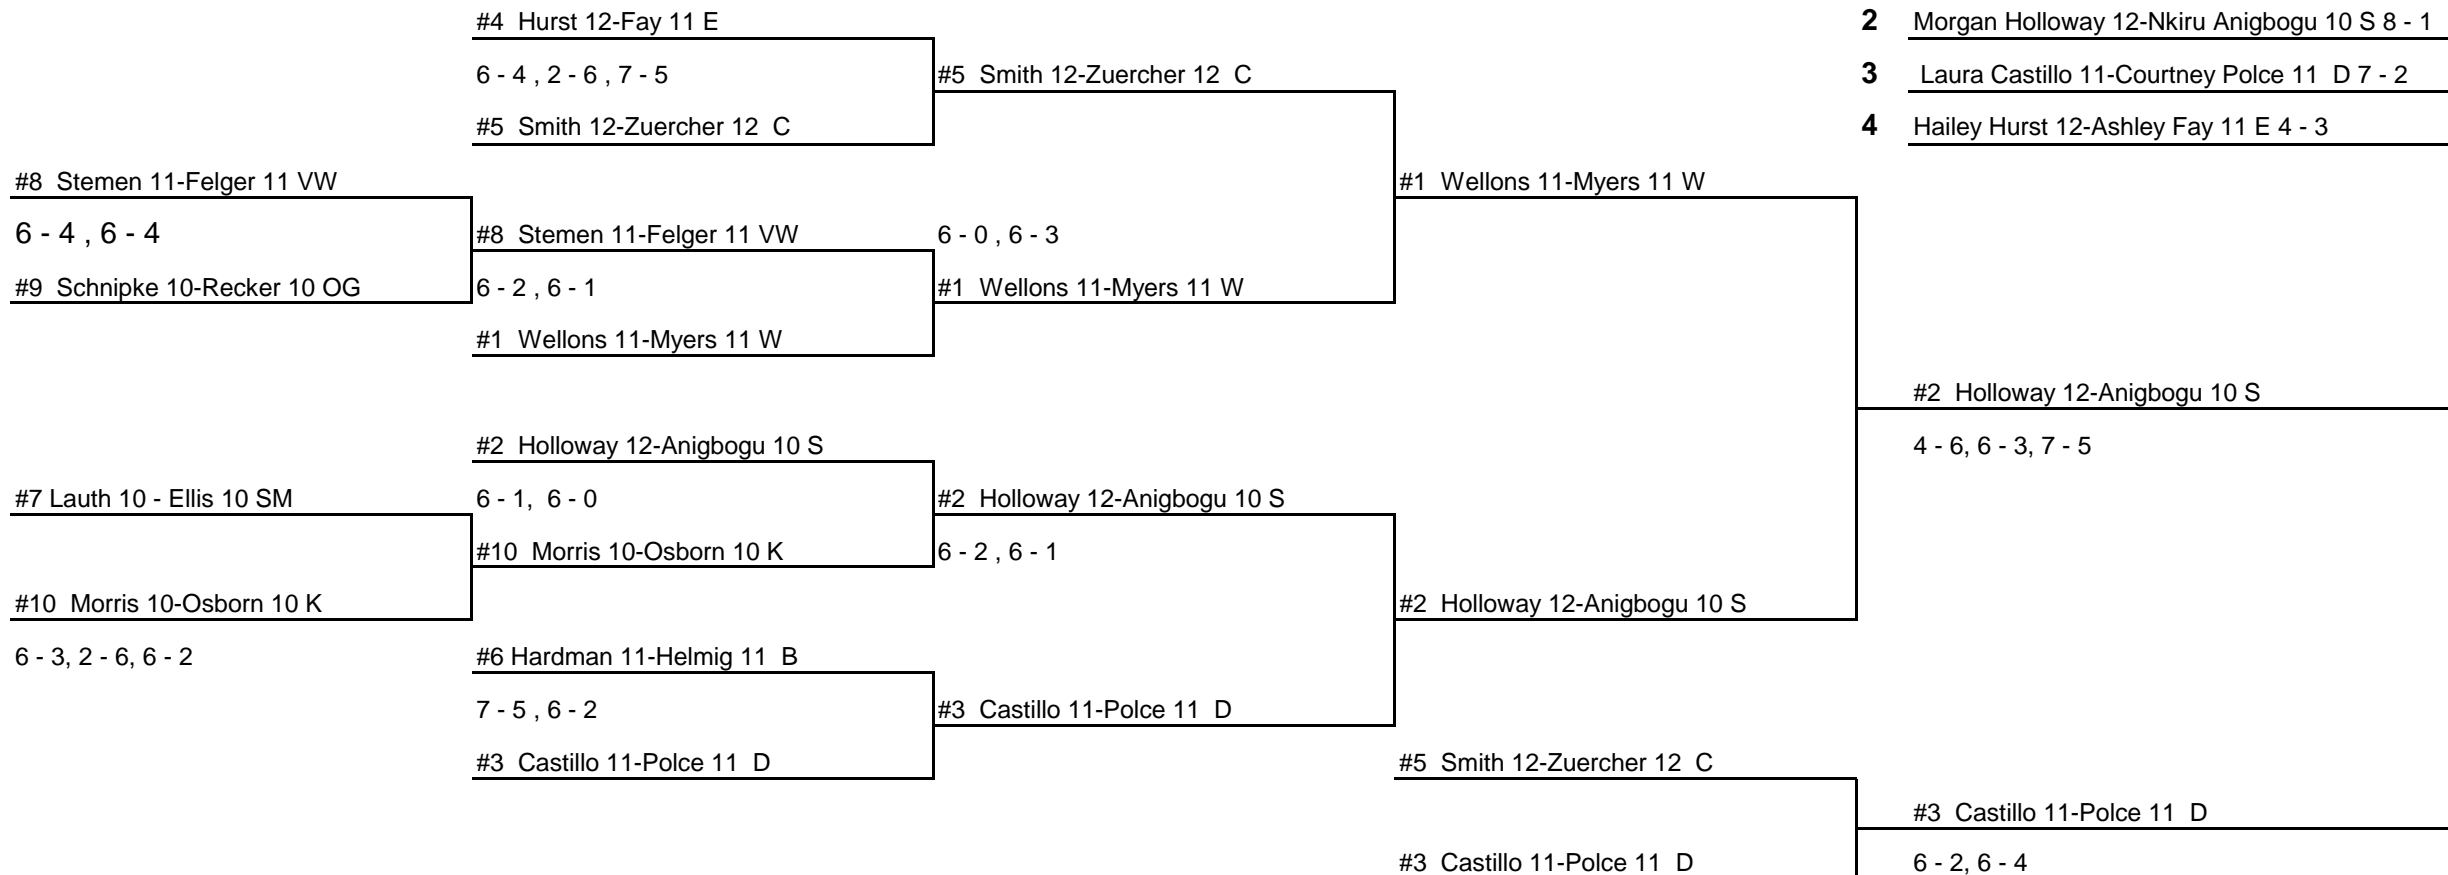 #4 Hurst 12-Fay 11 E
2 Morgan Holloway 12-Nkiru Anigbogu 10 S 8 - 1
6 - 4 , 2 - 6 , 7 - 5
#5 Smith 12-Zuercher 12 C
3 Laura Castillo 11-Courtney Polce 11 D 7 - 2
#5 Smith 12-Zuercher 12 C
4 Hailey Hurst 12-Ashley Fay 11 E 4 - 3
#8 Stemen 11-Felger 11 VW
#1 Wellons 11-Myers 11 W
6 - 4 , 6 - 4
#8 Stemen 11-Felger 11 VW
6 - 0 , 6 - 3
#9 Schnipke 10-Recker 10 OG
6 - 2 , 6 - 1
#1 Wellons 11-Myers 11 W
#1 Wellons 11-Myers 11 W
#2 Holloway 12-Anigbogu 10 S
#2 Holloway 12-Anigbogu 10 S
4 - 6, 6 - 3, 7 - 5
#7 Lauth 10 - Ellis 10 SM
6 - 1, 6 - 0
#2 Holloway 12-Anigbogu 10 S
#10 Morris 10-Osborn 10 K
6 - 2 , 6 - 1
#10 Morris 10-Osborn 10 K
#2 Holloway 12-Anigbogu 10 S
6 - 3, 2 - 6, 6 - 2
#6 Hardman 11-Helmig 11 B
7 - 5 , 6 - 2
#3 Castillo 11-Polce 11 D
#3 Castillo 11-Polce 11 D
#5 Smith 12-Zuercher 12 C
#3 Castillo 11-Polce 11 D
#3 Castillo 11-Polce 11 D
6 - 2, 6 - 4